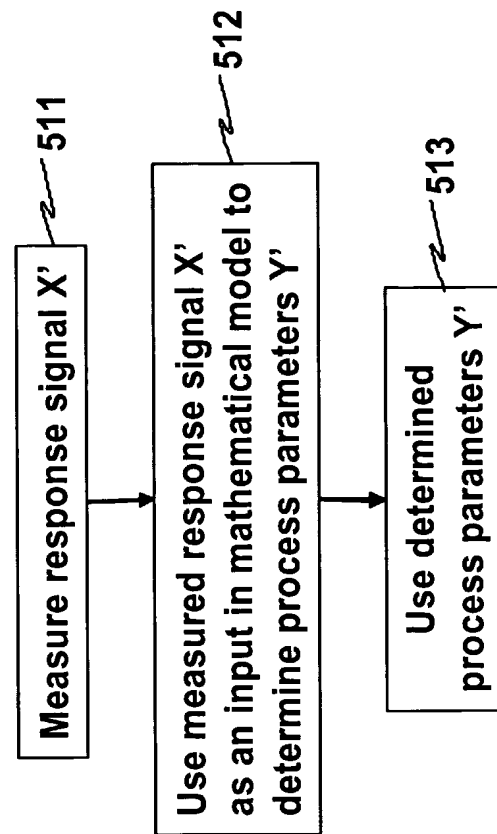 Measure response signal X'
511
Use measured response signal X'
as an input in mathematical model to
determine process parameters Y'
512
Use determined
process parameters Y'
513